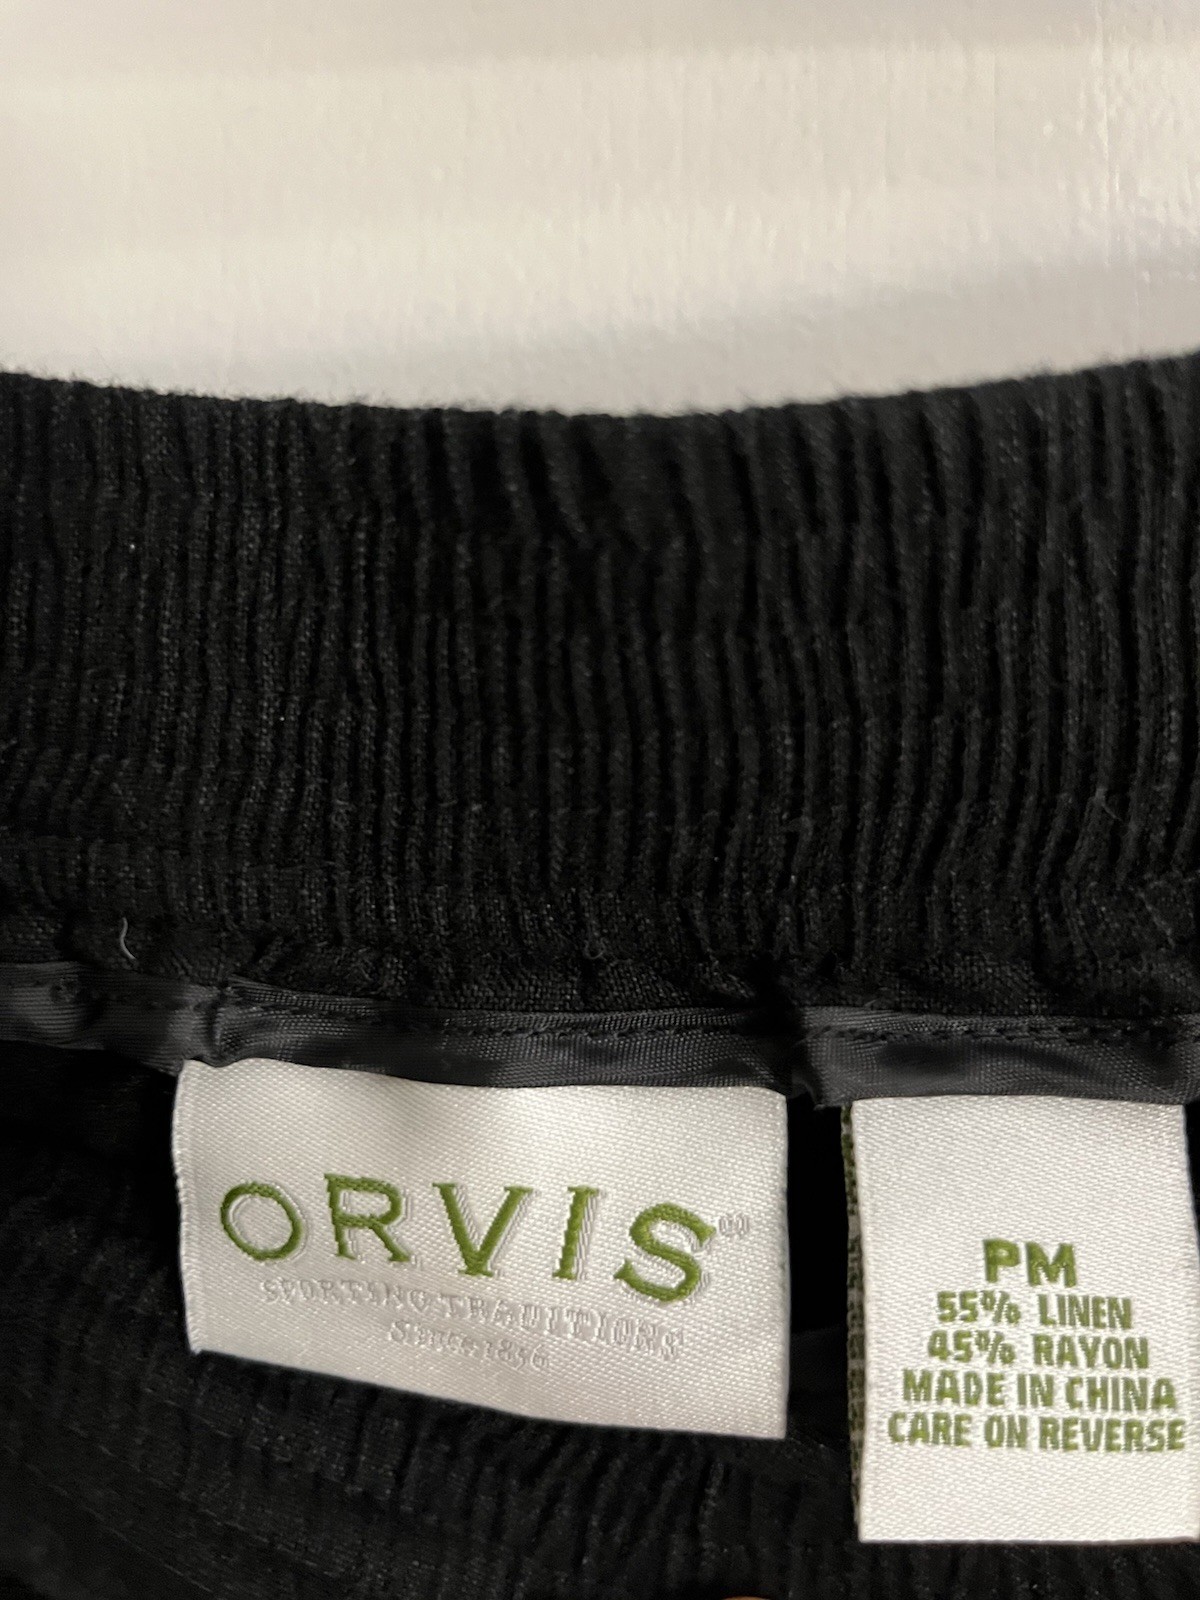 ORVIS®
SPORTING TRADITIONS
Since 1856
PM
55% LINEN
45% RAYON
MADE IN CHINA
CARE ON REVERSE